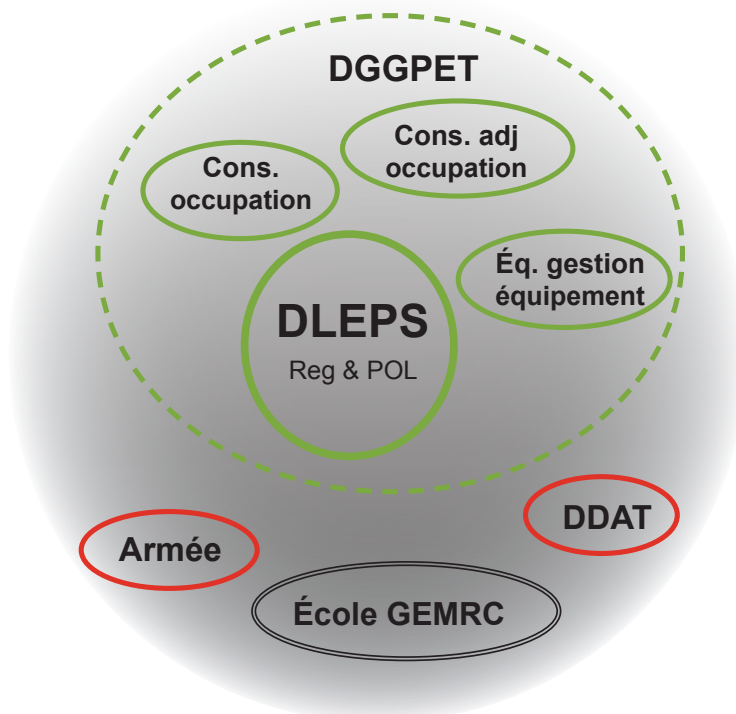 DGGPET
Cons. adj
occupation
Cons.
occupation
Éq. gestion
équipement
DLEPS
Reg & POL
DDAT
Armée
École GEMRC